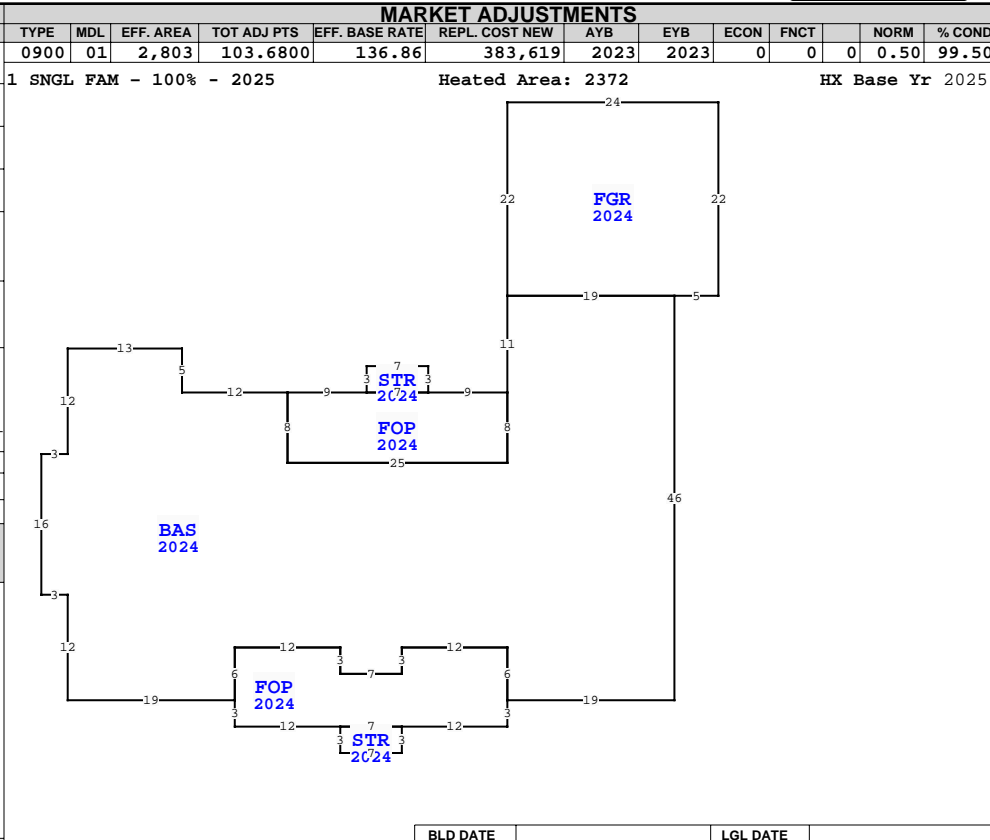 MARKET ADJUSTMENTS
TYPE MDL EFF. AREA TOT ADJ PTS EFF. BASE RATE REPL. COST NEW AYB EYB ECON FNCT NORM % COND
0900 01 2,803 103.6800 136.86 383,619 2023 2023 0 0 0 0.50 99.50
1 SNGL FAM - 100% - 2025 Heated Area: 2372 HX Base Yr 2025
24
22 FGR 22
2024
19 5
11
13
7
5 3 STR 3
12 9 7 9
2024
12
8 FOP 8
2024
3
25
46
16
BAS
2024
3
12 12 12
3 3
6 7 6
FOP
2024
19 19
3 3
12 7 12
3 STR 3
7
2024
BLD DATE LGL DATE